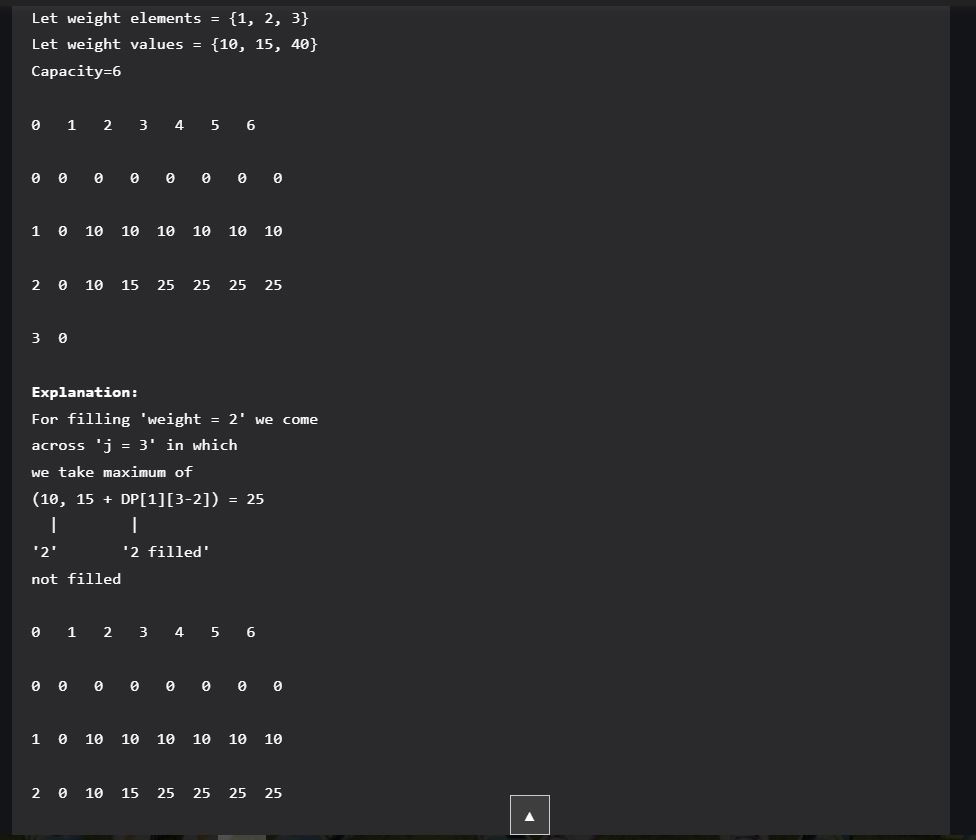 Let weight elements = {1, 2, 3}
Let weight values = {10, 15, 40}
Capacity=6
0   1   2   3   4   5   6
0  0   0   0   0   0   0   0
1  0  10  10  10  10  10  10
2  0  10  15  25  25  25  25
3  0
Explanation:
For filling 'weight = 2' we come
across 'j = 3' in which
we take maximum of
(10, 15 + DP[1][3-2]) = 25
  |        |
'2'       '2 filled'
not filled
0   1   2   3   4   5   6
0  0   0   0   0   0   0   0
1  0  10  10  10  10  10  10
2  0  10  15  25  25  25  25